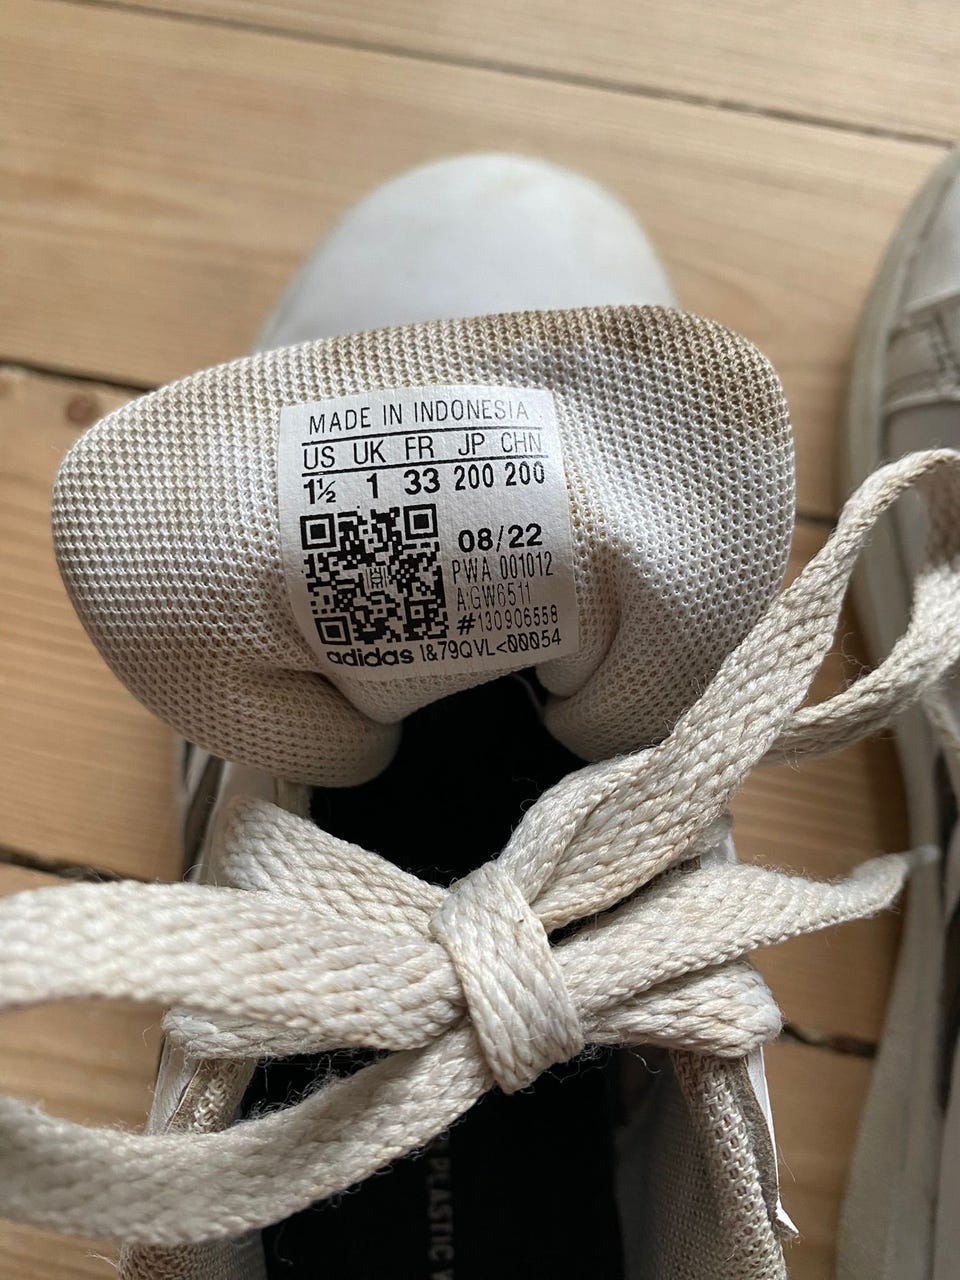 MADE IN INDONESIA
US UK FR JP CHN
1½ 1 33 200 200
08/22
PWA 001012
A:GW6511
#130906558
adidas I&79QVL<00054
PLASTIC